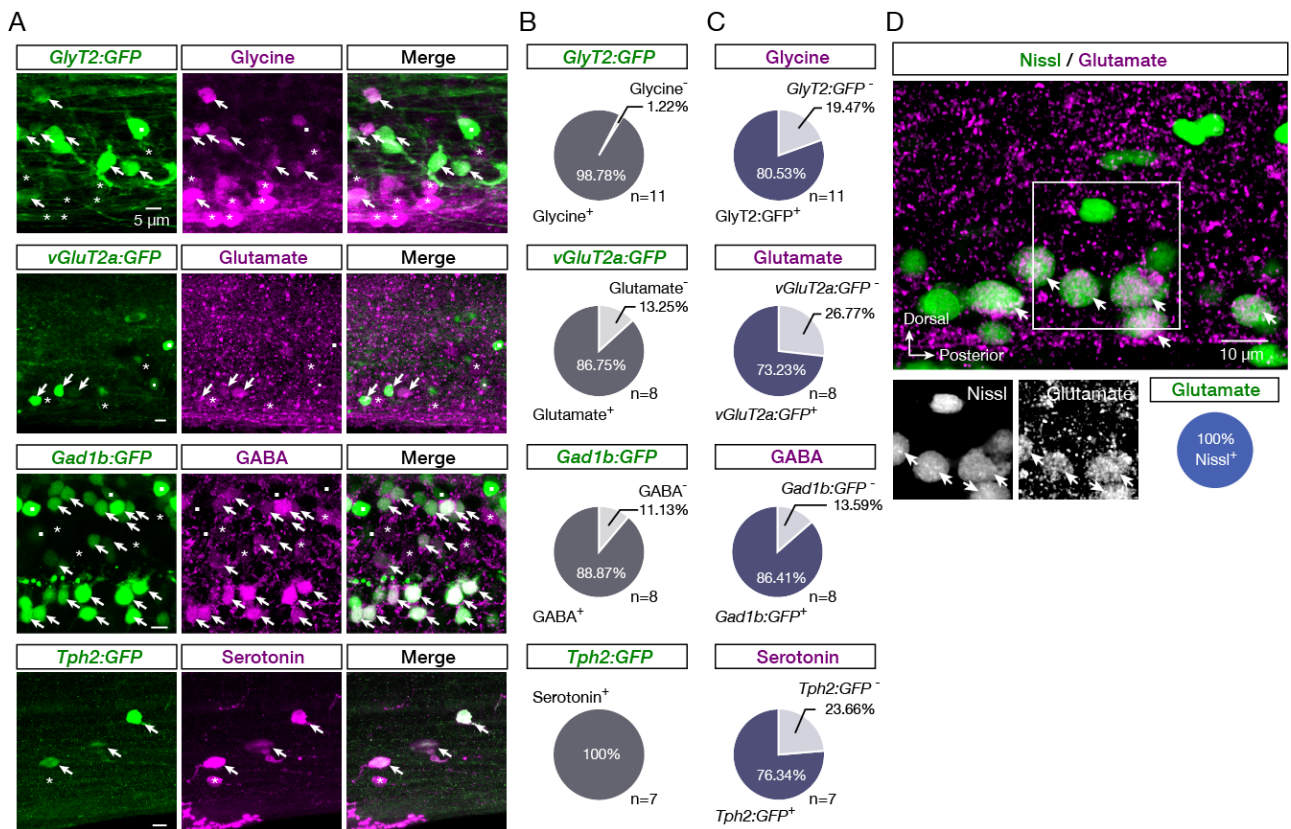 A
B
C
D
GlyT2:GFP
Glycine
Merge
5 µm
vGluT2a:GFP
Glutamate
Merge
Gad1b:GFP
GABA
Merge
Tph2:GFP
Serotonin
Merge
GlyT2:GFP
Glycine-
1.22%
98.78%
n=11
Glycine+
vGluT2a:GFP
Glutamate-
13.25%
86.75%
n=8
Glutamate+
Gad1b:GFP
GABA-
11.13%
88.87%
n=8
GABA+
Tph2:GFP
Serotonin+
100%
n=7
Glycine
GlyT2:GFP -
19.47%
80.53%
n=11
GlyT2:GFP+
Glutamate
vGluT2a:GFP -
26.77%
73.23%
n=8
vGluT2a:GFP+
GABA
Gad1b:GFP -
13.59%
86.41%
n=8
Gad1b:GFP+
Serotonin
Tph2:GFP -
23.66%
76.34%
n=7
Tph2:GFP+
Nissl / Glutamate
Dorsal
Posterior
10 µm
Nissl
Glutamate
Glutamate
100%
Nissl+